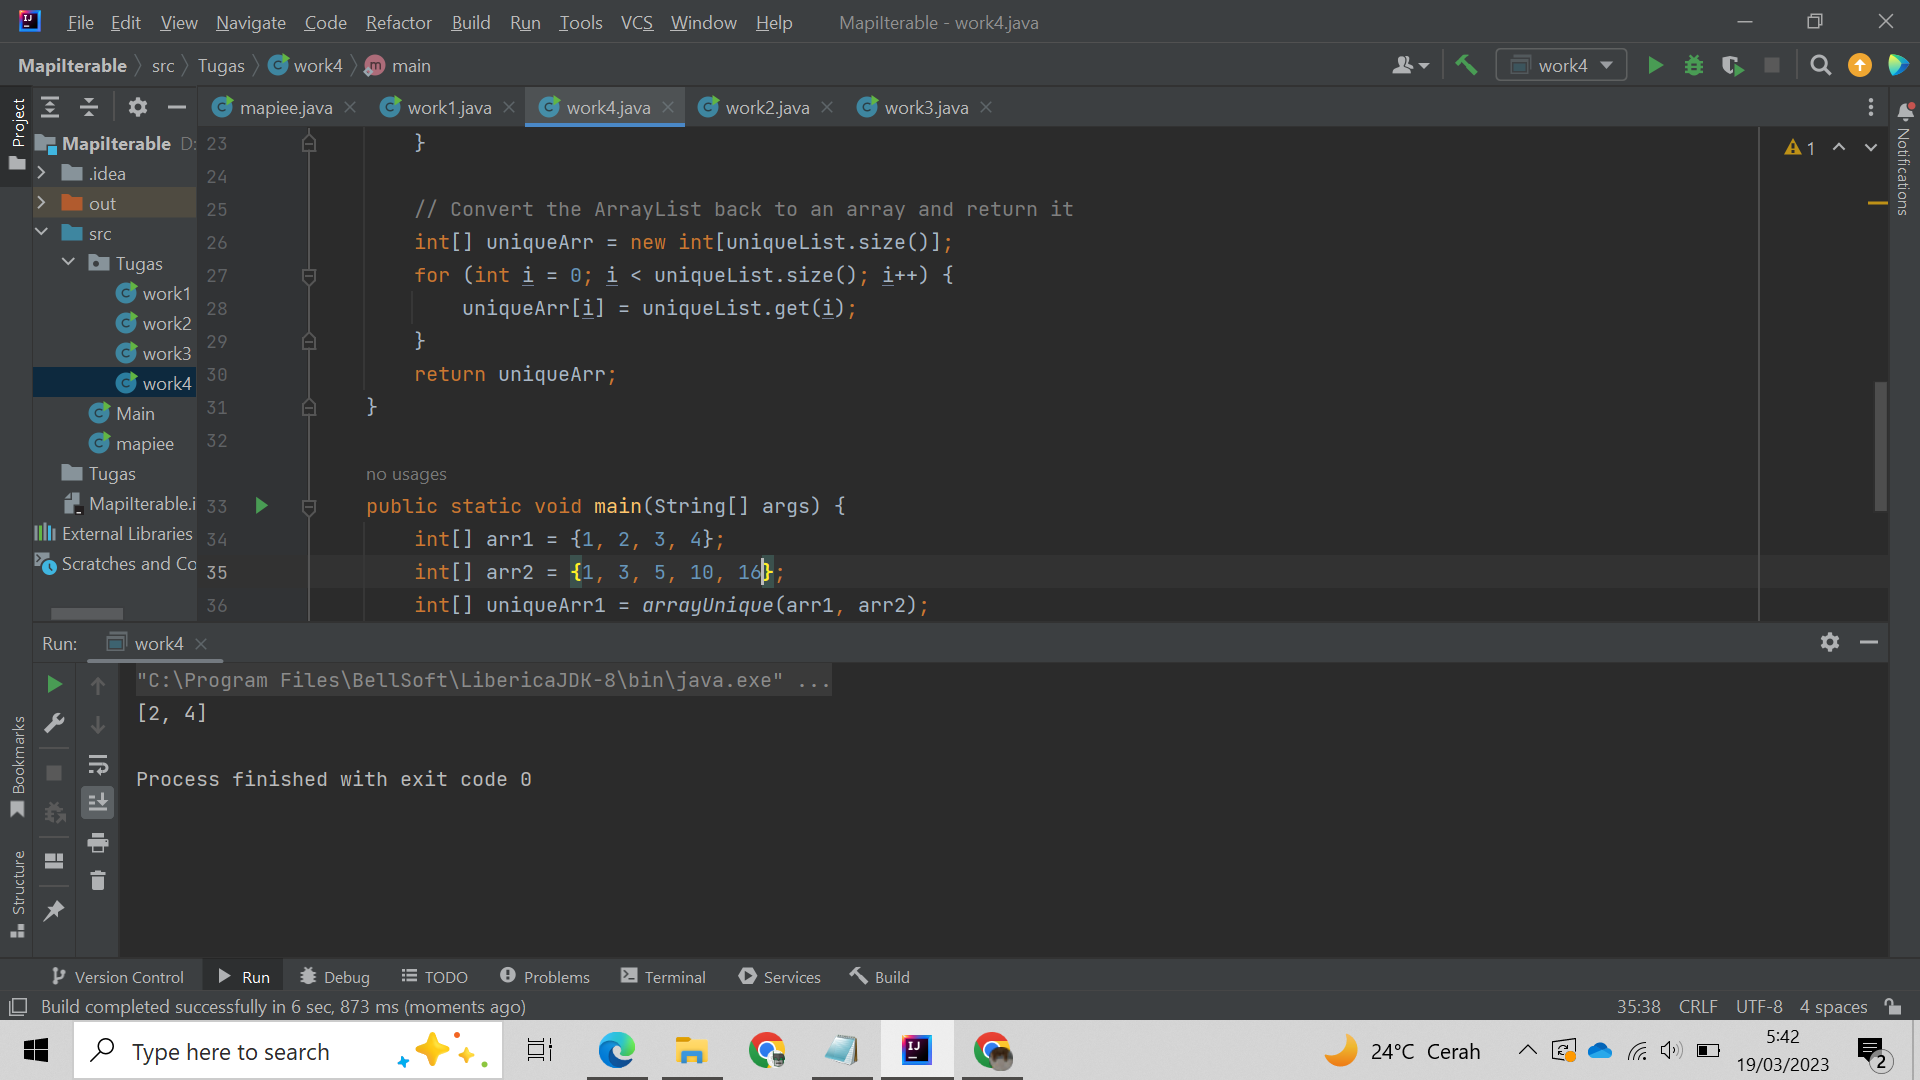 File Edit View Navigate Code Refactor Build Run Tools VCS Window Help MapiIterable - work4.java
MapiIterable src Tugas work4 main work4
mapiee.java work1.java work4.java work2.java work3.java
Project
MapiIterable D:
.idea
out
src
Tugas
work1
work2
work3
work4
Main
mapiee
Tugas
MapiIterable.i
External Libraries
Scratches and Co
23 }
24
25 // Convert the ArrayList back to an array and return it
26 int[] uniqueArr = new int[uniqueList.size()];
27 for (int i = 0; i < uniqueList.size(); i++) {
28 uniqueArr[i] = uniqueList.get(i);
29 }
30 return uniqueArr;
31 }
32
no usages
33 public static void main(String[] args) {
34 int[] arr1 = {1, 2, 3, 4};
35 int[] arr2 = {1, 3, 5, 10, 16};
36 int[] uniqueArr1 = arrayUnique(arr1, arr2);
1
Notifications
Run: work4
"C:\Program Files\BellSoft\LibericaJDK-8\bin\java.exe" ...
[2, 4]
Process finished with exit code 0
Bookmarks
Structure
Version Control Run Debug TODO Problems Terminal Services Build
Build completed successfully in 6 sec, 873 ms (moments ago) 35:38 CRLF UTF-8 4 spaces
Type here to search
24°C Cerah
5:42
19/03/2023
2